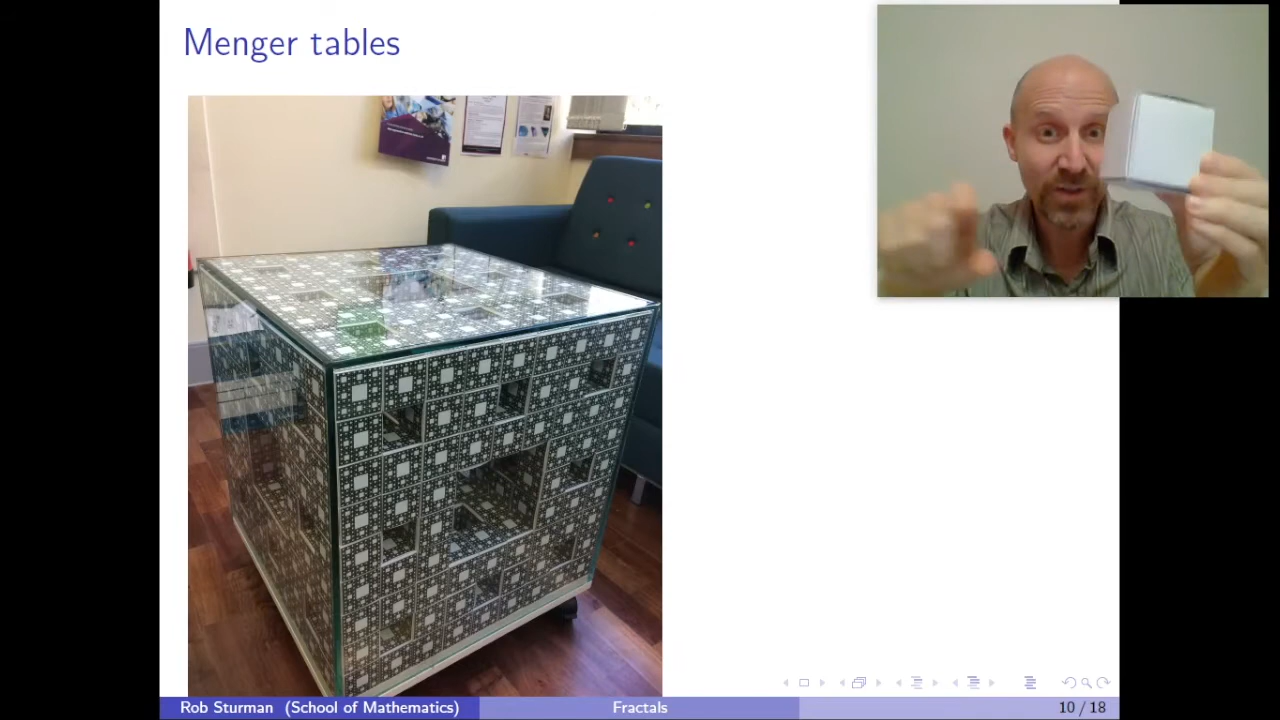 Menger tables
Rob Sturman (School of Mathematics)
Fractals
10 / 18